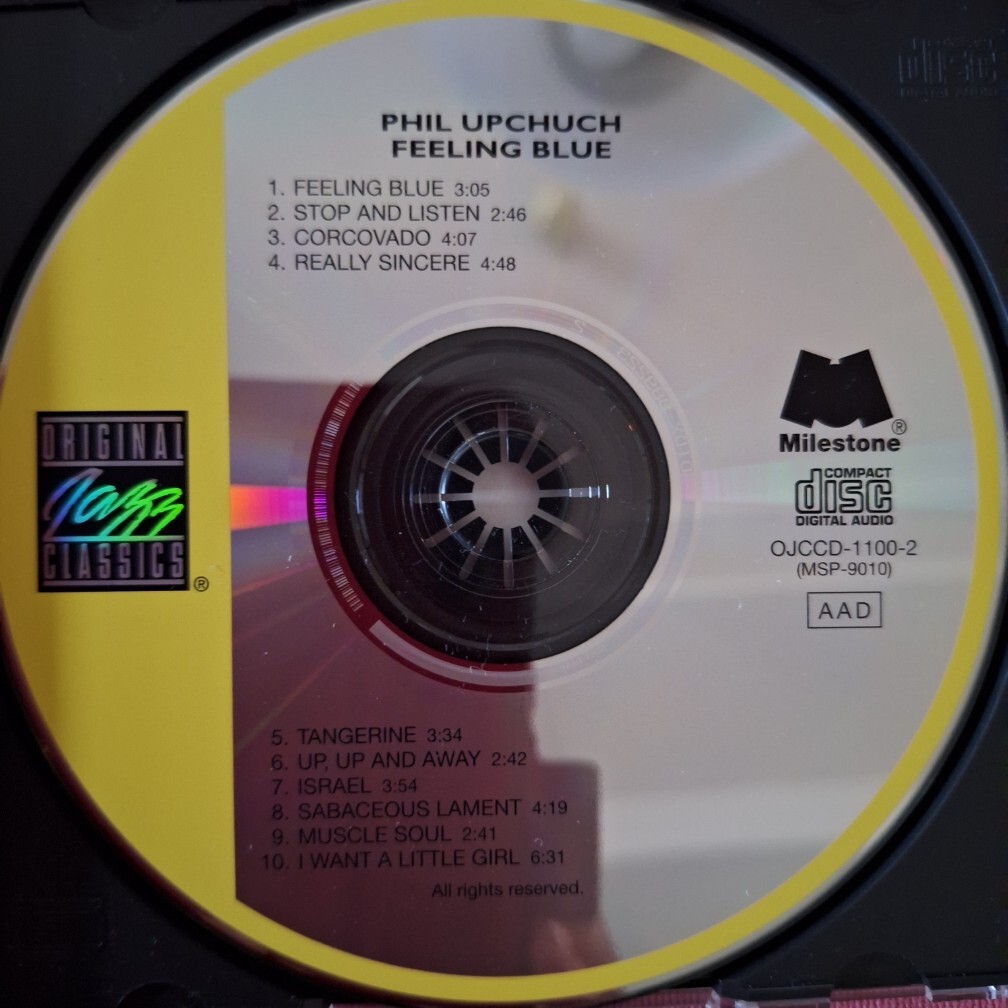 PHIL UPCHUCH
FEELING BLUE
1. FEELING BLUE 3:05
2. STOP AND LISTEN 2:46
3. CORCOVADO 4:07
4. REALLY SINCERE 4:48
ORIGINAL
Jazz
CLASSICS
®
M
®
Milestone
COMPACT
disc
DIGITAL AUDIO
OJCCD-1100-2
(MSP-9010)
AAD
5. TANGERINE 3:34
6. UP, UP AND AWAY 2:42
7. ISRAEL 3:54
8. SABACEOUS LAMENT 4:19
9. MUSCLE SOUL 2:41
10. I WANT A LITTLE GIRL 6:31
All rights reserved.
disc